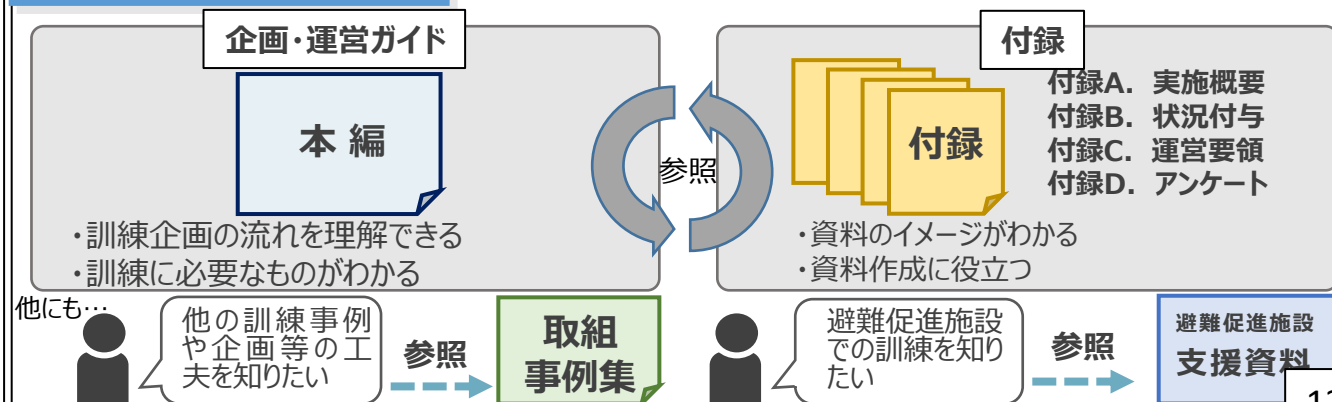 企画・運営ガイド
本編
・訓練企画の流れを理解できる
・訓練に必要なものがわかる
参照
付録
付録
付録A. 実施概要
付録B. 状況付与
付録C. 運営要領
付録D. アンケート
・資料のイメージがわかる
・資料作成に役立つ
他にも…
他の訓練事例
や企画等の工
夫を知りたい
参照
取組
事例集
避難促進施設
での訓練を知り
たい
参照
避難促進施設
支援資料